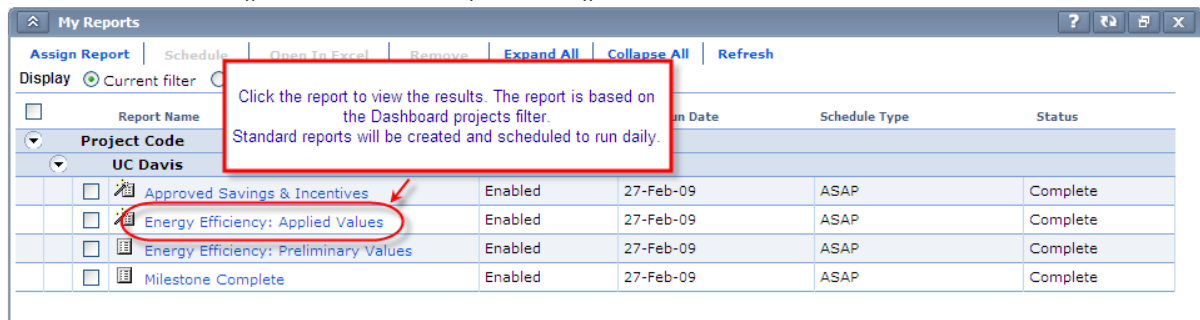 My Reports
Assign Report Schedule Open In Excel Remove Expand All Collapse All Refresh
Display Current filter
Click the report to view the results. The report is based on
the Dashboard projects filter.
Standard reports will be created and scheduled to run daily.
Report Name un Date Schedule Type Status
Project Code
UC Davis
Approved Savings & Incentives Enabled 27-Feb-09 ASAP Complete
Energy Efficiency: Applied Values Enabled 27-Feb-09 ASAP Complete
Energy Efficiency: Preliminary Values Enabled 27-Feb-09 ASAP Complete
Milestone Complete Enabled 27-Feb-09 ASAP Complete